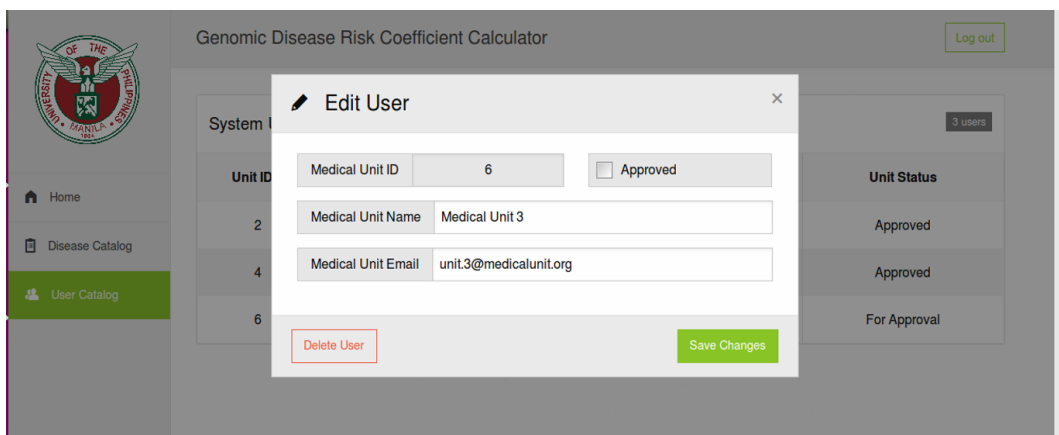 UNIVERSITY OF THE PHILIPPINES
MANILA
1908
Genomic Disease Risk Coefficient Calculator
Log out
Home
Disease Catalog
User Catalog
System U
3 users
Unit ID
Unit Status
2
Approved
4
Approved
6
For Approval
Edit User
×
Medical Unit ID 6
Approved
Medical Unit Name Medical Unit 3
Medical Unit Email unit.3@medicalunit.org
Delete User
Save Changes